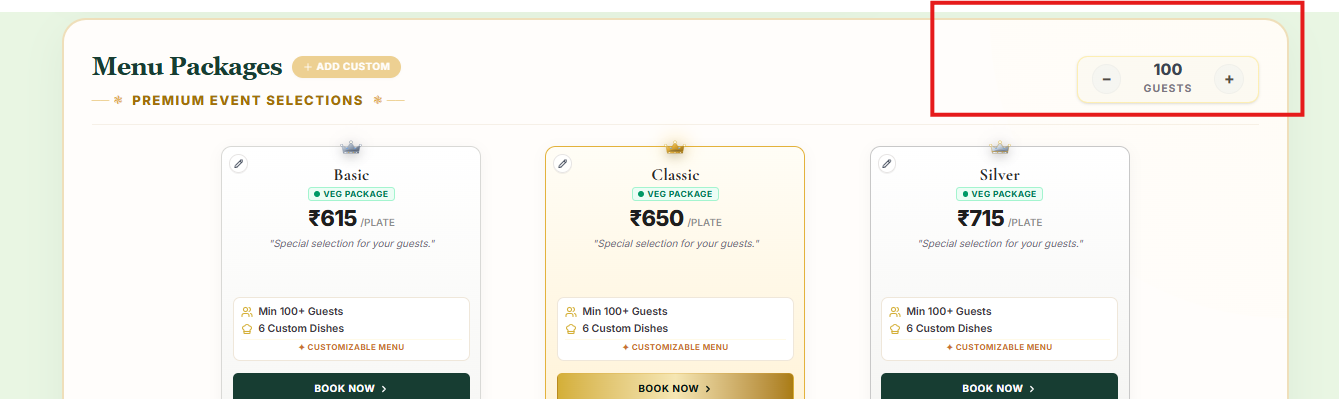 Menu Packages
+ ADD CUSTOM
PREMIUM EVENT SELECTIONS
− 100 +
GUESTS
Basic
VEG PACKAGE
₹615 /PLATE
"Special selection for your guests."
Min 100+ Guests
6 Custom Dishes
✦ CUSTOMIZABLE MENU
BOOK NOW ›
Classic
VEG PACKAGE
₹650 /PLATE
"Special selection for your guests."
Min 100+ Guests
6 Custom Dishes
✦ CUSTOMIZABLE MENU
BOOK NOW ›
Silver
VEG PACKAGE
₹715 /PLATE
"Special selection for your guests."
Min 100+ Guests
6 Custom Dishes
✦ CUSTOMIZABLE MENU
BOOK NOW ›